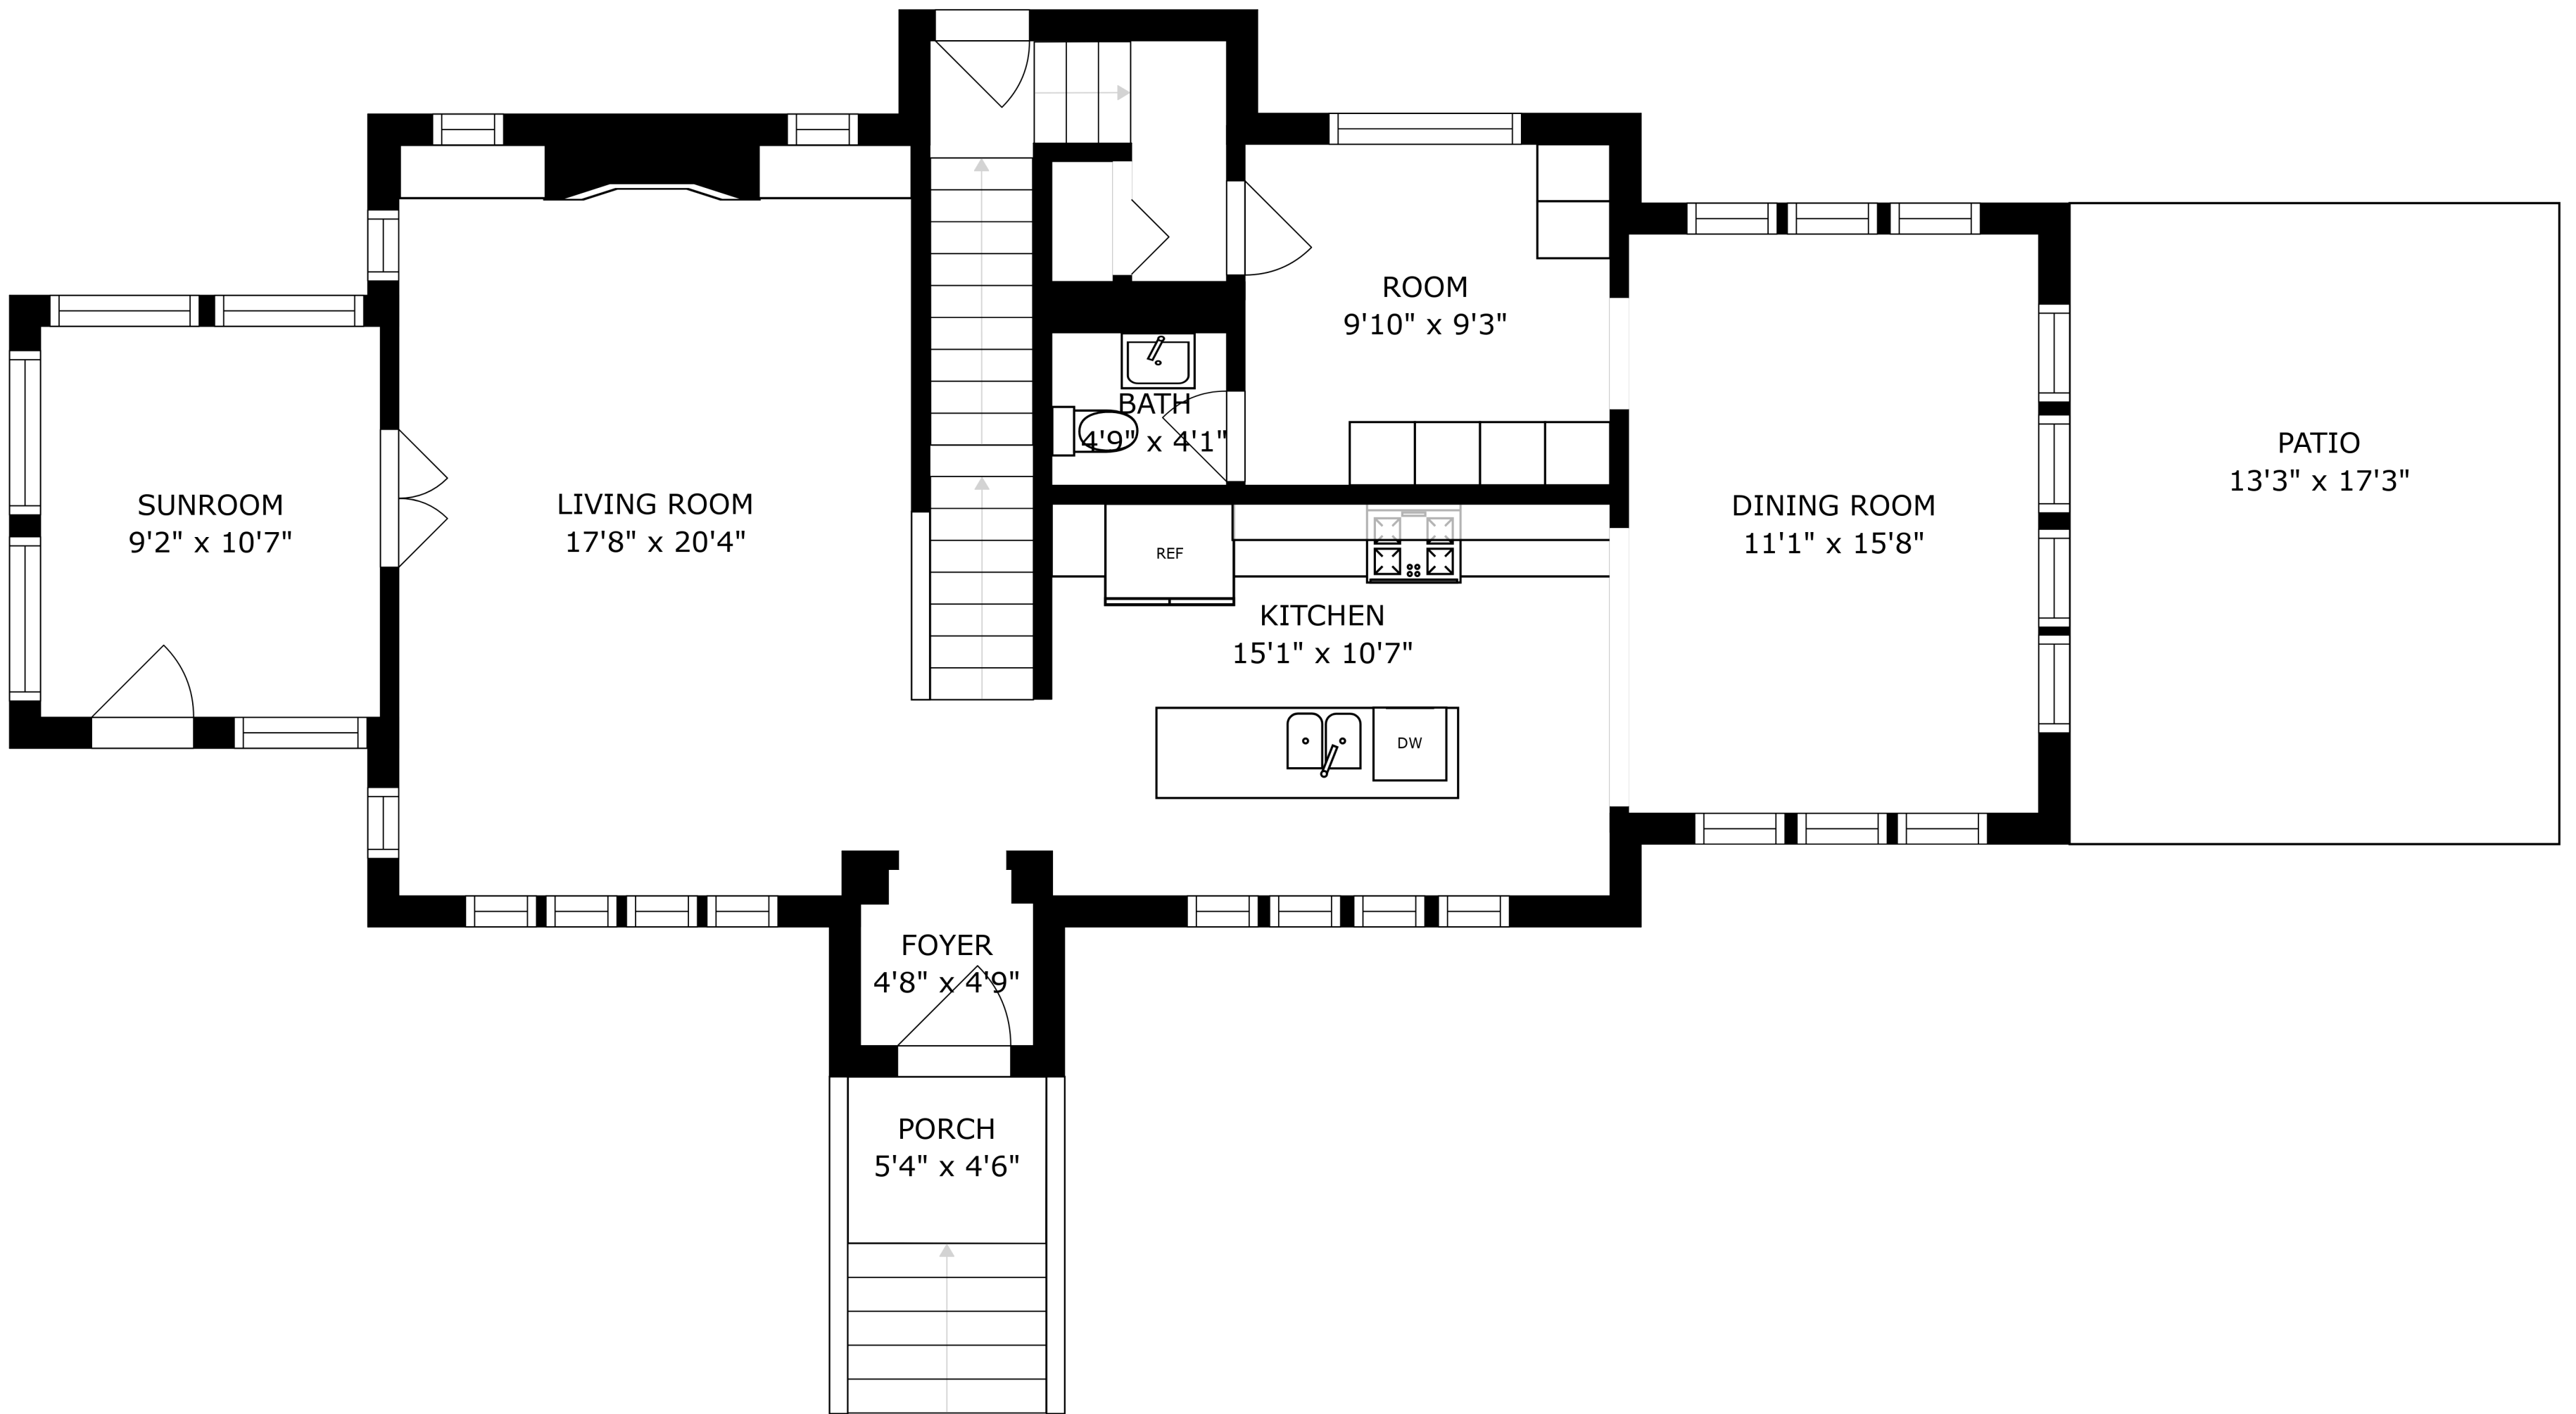 ROOM
9'10" x 9'3"
BATH
4'9" x 4'1"
SUNROOM
9'2" x 10'7"
LIVING ROOM
17'8" x 20'4"
REF
KITCHEN
15'1" x 10'7"
DW
DINING ROOM
11'1" x 15'8"
PATIO
13'3" x 17'3"
FOYER
4'8" x 4'9"
PORCH
5'4" x 4'6"